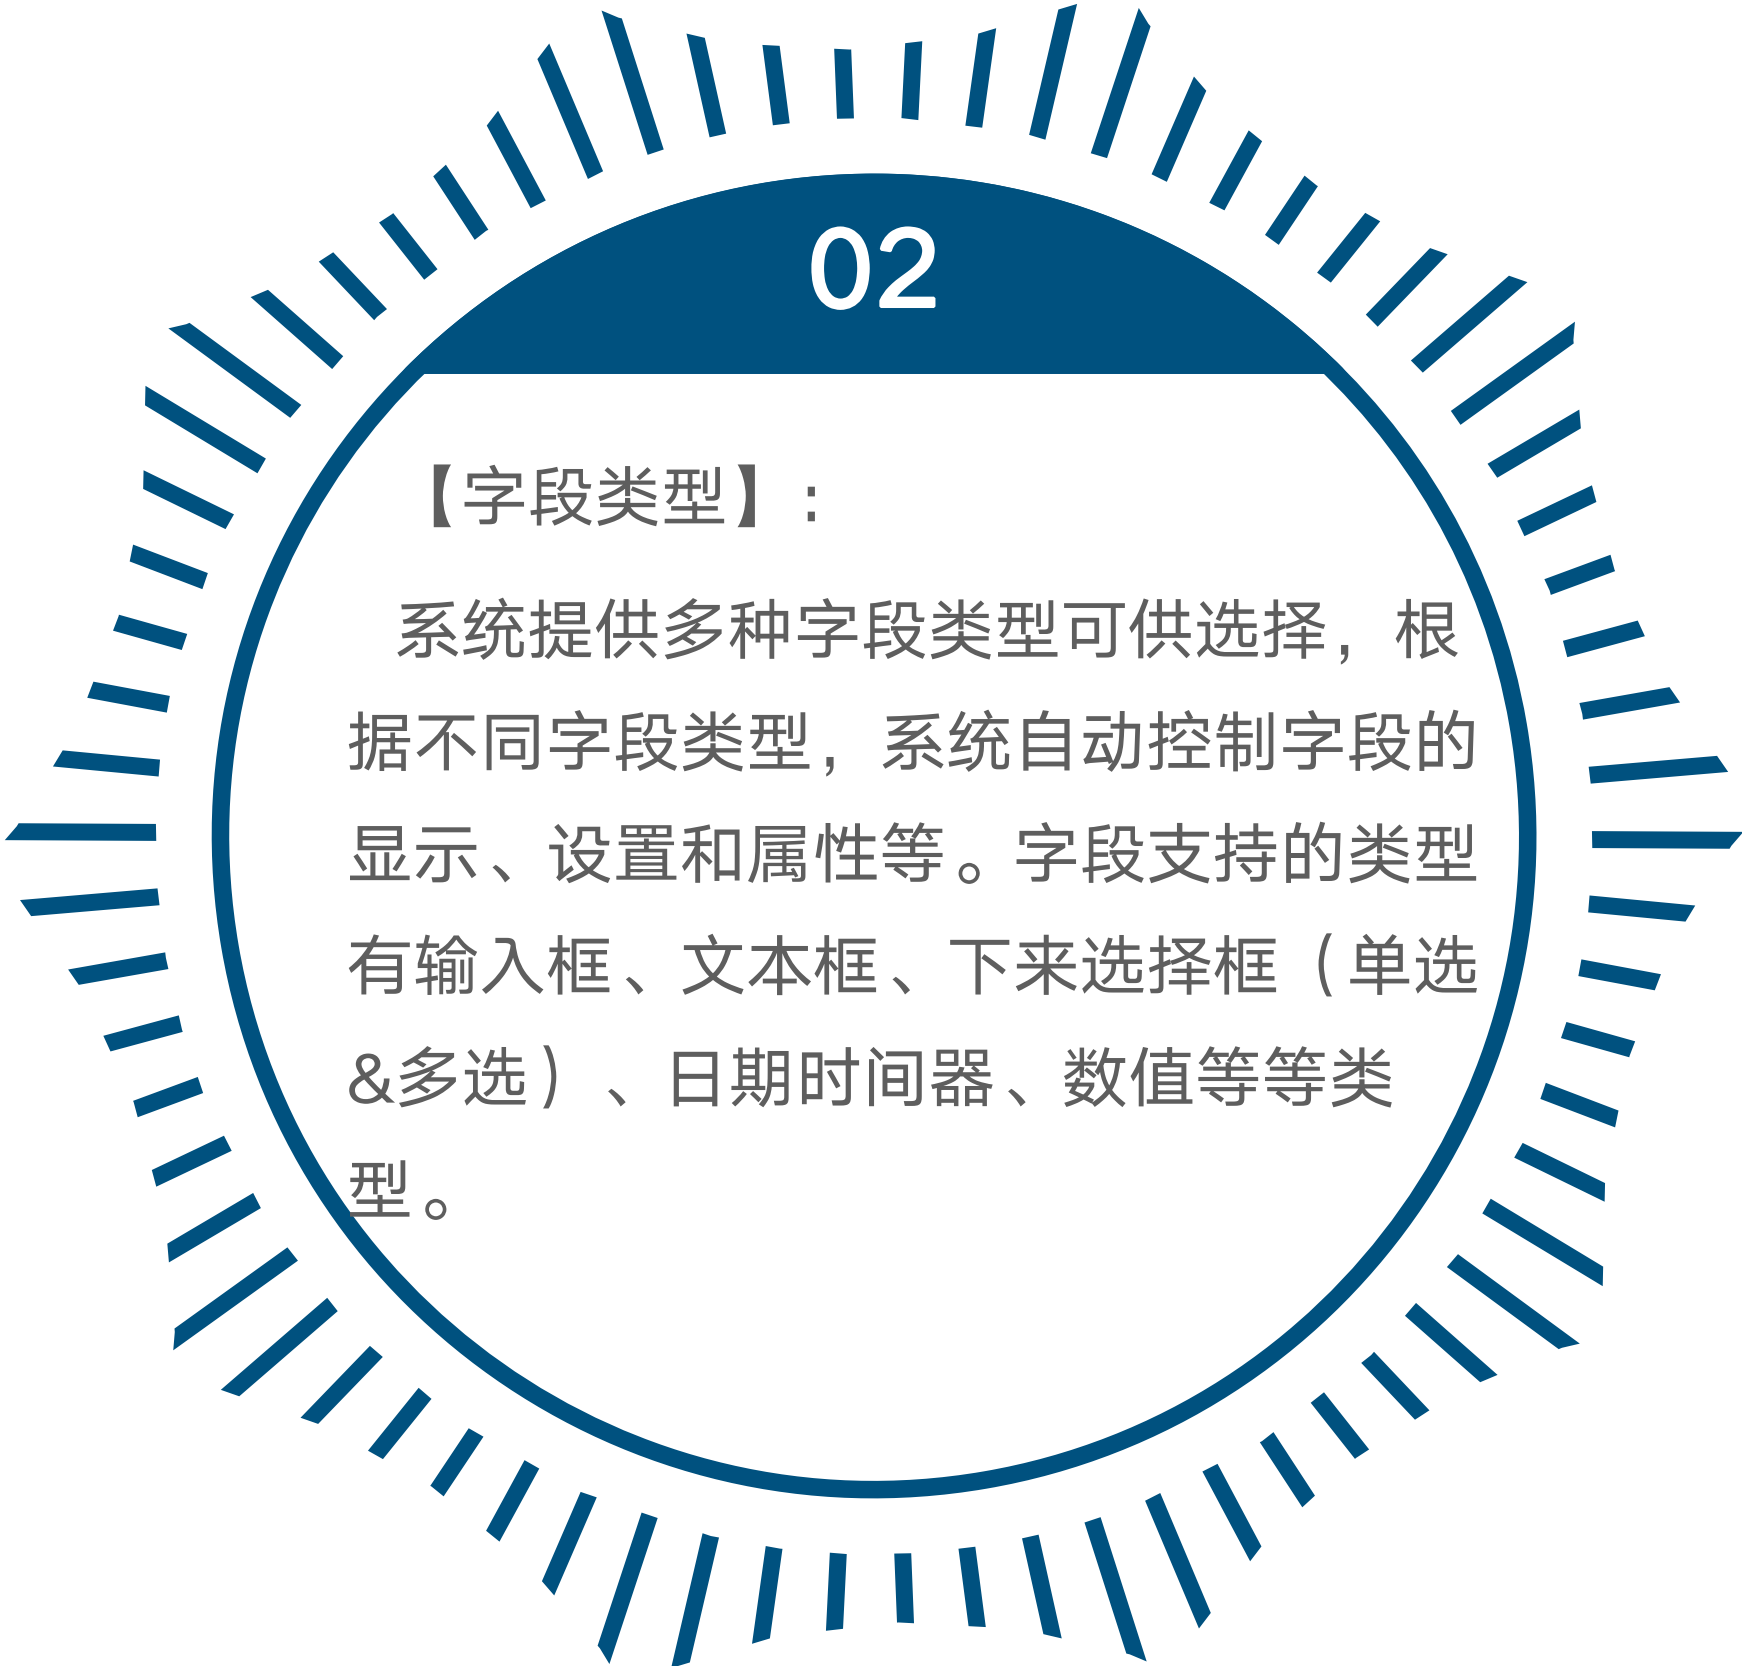 02
【字段类型】：
系统提供多种字段类型可供选择，根
据不同字段类型，系统自动控制字段的
显示、设置和属性等。字段支持的类型
有输入框、文本框、下来选择框（单选
&多选）、日期时间器、数值等等类
型。